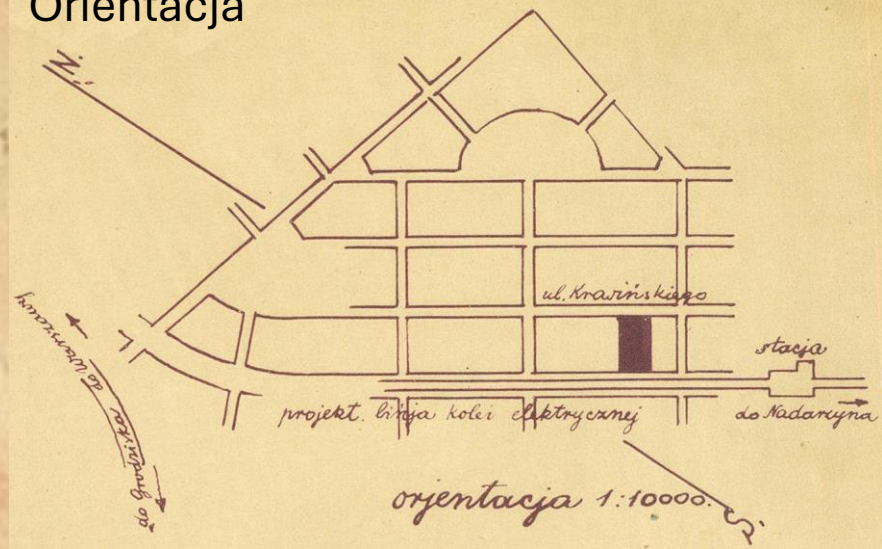 Orientacja
N.
ul. Krasińskiego
stacja
do Warszawy
projekt. linja kolei elektrycznej
do Nadarzyna
do Grodziska
orjentacja 1:10000.
S.